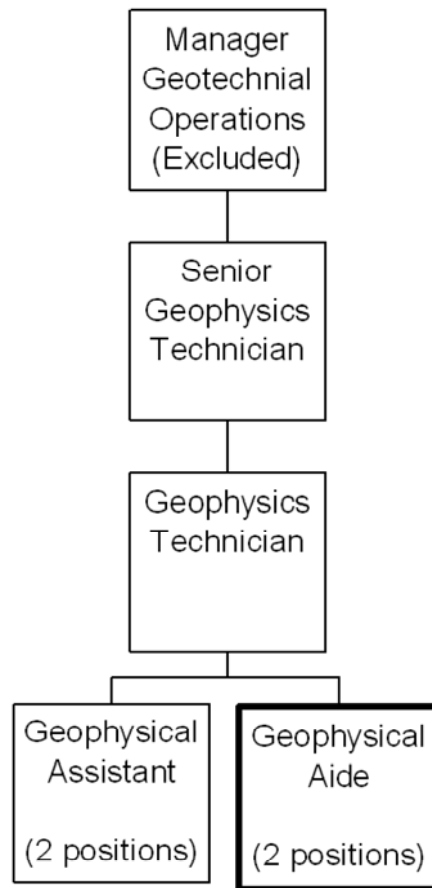 Manager
Geotechnial
Operations
(Excluded)
Senior
Geophysics
Technician
Geophysics
Technician
Geophysical
Assistant
(2 positions)
Geophysical
Aide
(2 positions)